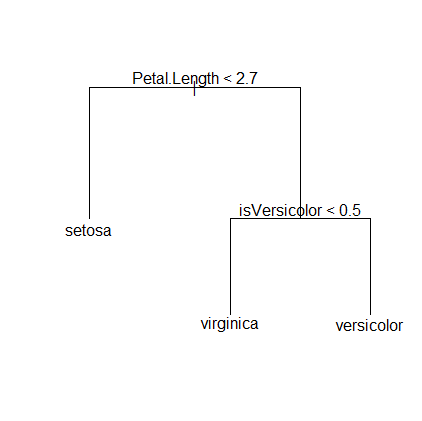 Petal.Length < 2.7
isVersicolor < 0.5
setosa
virginica
versicolor